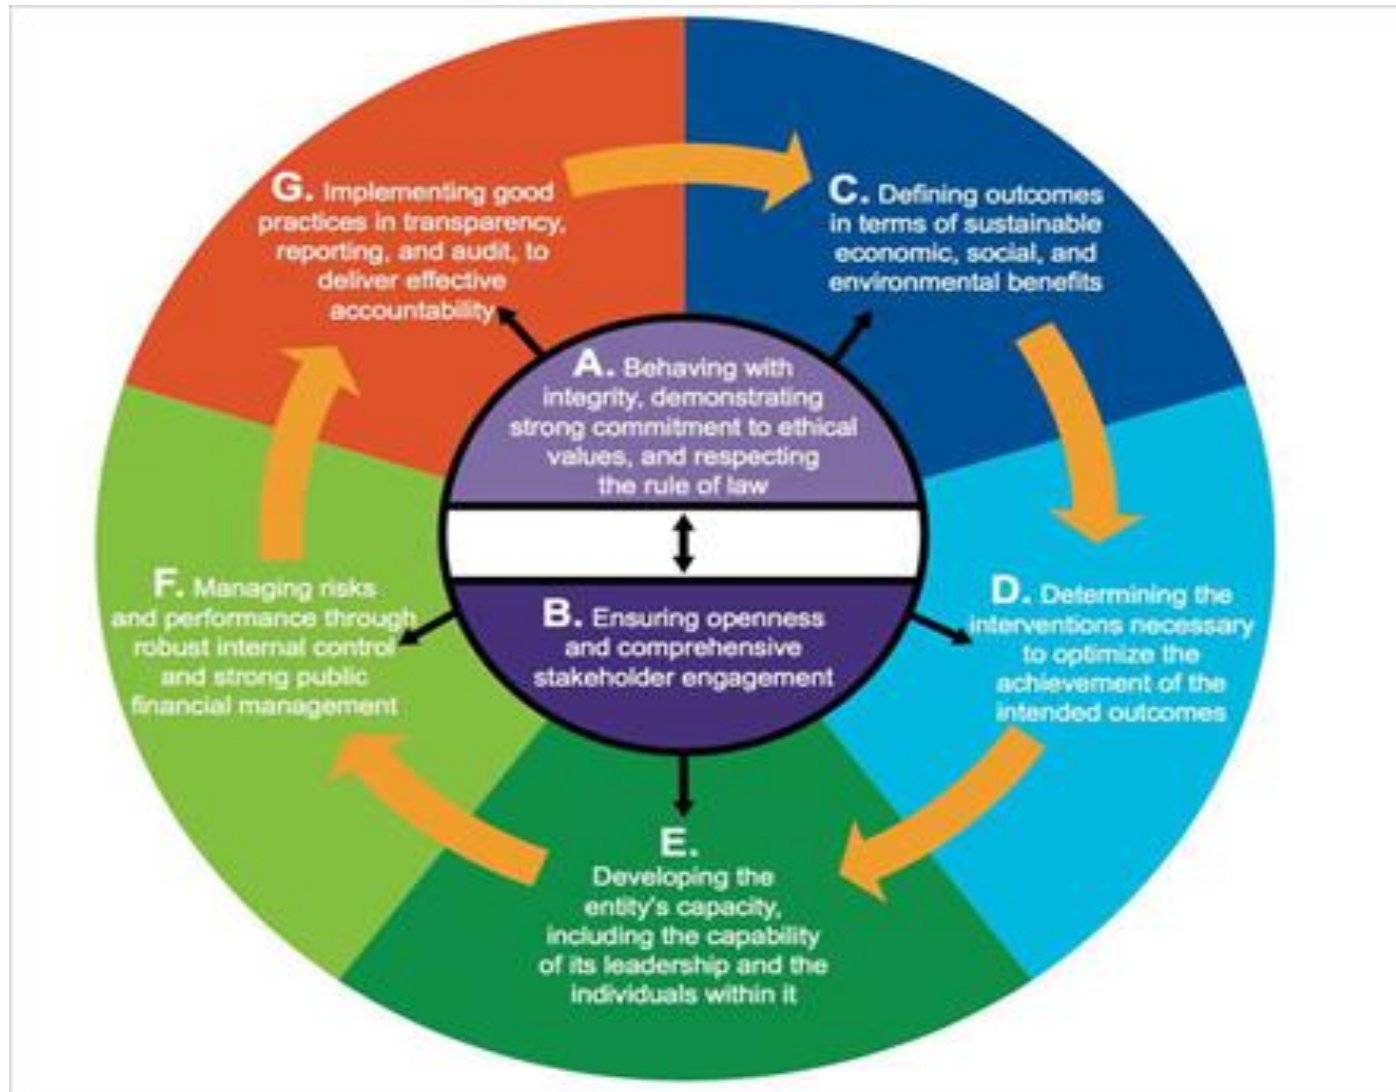 G. Implementing good
practices in transparency,
reporting, and audit, to
deliver effective
accountability
C. Defining outcomes
in terms of sustainable
economic, social, and
environmental benefits
A. Behaving with
integrity, demonstrating
strong commitment to ethical
values, and respecting
the rule of law
F. Managing risks
and performance through
robust internal control
and strong public
financial management
B. Ensuring openness
and comprehensive
stakeholder engagement
D. Determining the
interventions necessary
to optimize the
achievement of the
intended outcomes
E.
Developing the
entity's capacity,
including the capability
of its leadership and the
individuals within it